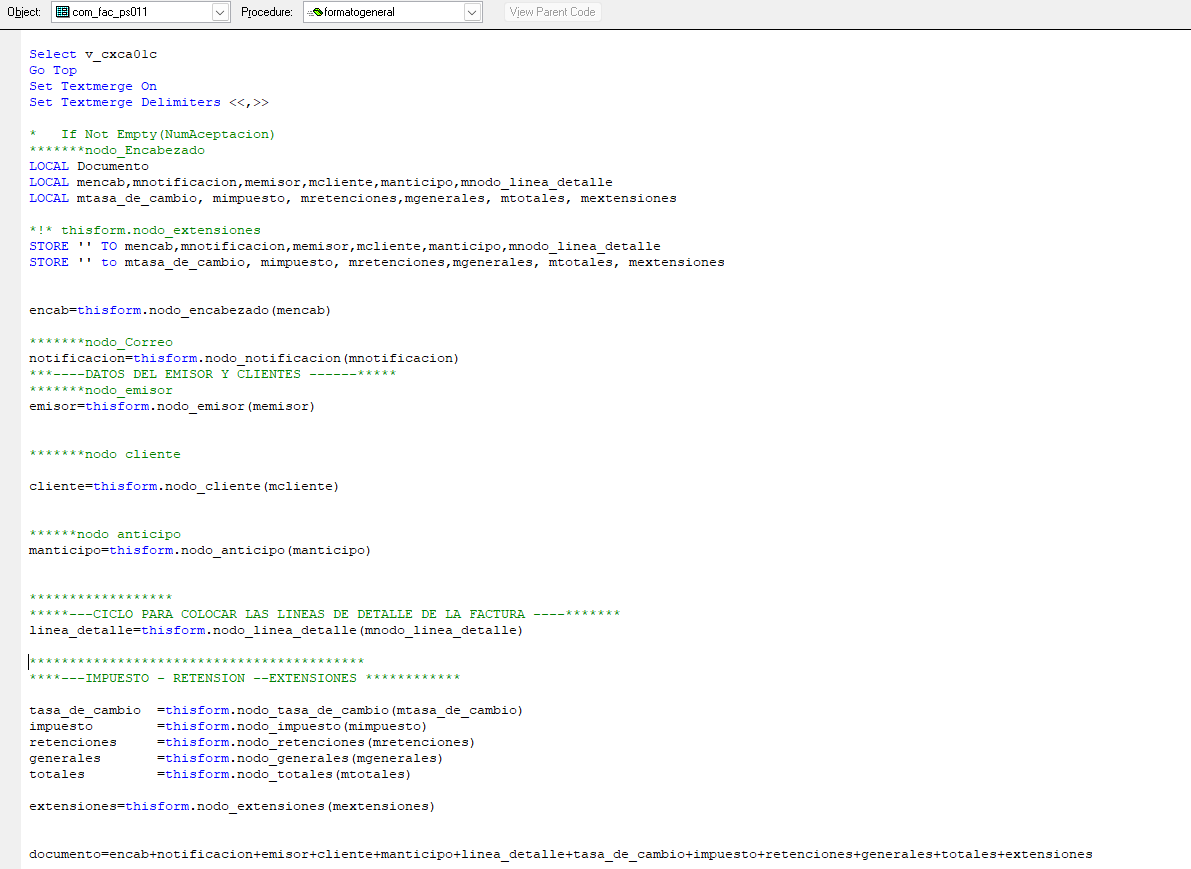 Object: com_fac_ps011 Procedure: formatogeneral View Parent Code
Select v_cxca01c
Go Top
Set Textmerge On
Set Textmerge Delimiters <<,>>
*   If Not Empty(NumAceptacion)
*******nodo_Encabezado
LOCAL Documento
LOCAL mencab,mnotificacion,memisor,mcliente,manticipo,mnodo_linea_detalle
LOCAL mtasa_de_cambio, mimpuesto, mretenciones,mgenerales, mtotales, mextensiones
*!* thisform.nodo_extensiones
STORE '' TO mencab,mnotificacion,memisor,mcliente,manticipo,mnodo_linea_detalle
STORE '' to mtasa_de_cambio, mimpuesto, mretenciones,mgenerales, mtotales, mextensiones
encab=thisform.nodo_encabezado(mencab)
*******nodo_Correo
notificacion=thisform.nodo_notificacion(mnotificacion)
***----DATOS DEL EMISOR Y CLIENTES ------*****
*******nodo_emisor
emisor=thisform.nodo_emisor(memisor)
*******nodo cliente
cliente=thisform.nodo_cliente(mcliente)
******nodo anticipo
manticipo=thisform.nodo_anticipo(manticipo)
******************
*****---CICLO PARA COLOCAR LAS LINEAS DE DETALLE DE LA FACTURA ----*******
linea_detalle=thisform.nodo_linea_detalle(mnodo_linea_detalle)
******************************************
****---IMPUESTO - RETENSION --EXTENSIONES ************
tasa_de_cambio  =thisform.nodo_tasa_de_cambio(mtasa_de_cambio)
impuesto        =thisform.nodo_impuesto(mimpuesto)
retenciones     =thisform.nodo_retenciones(mretenciones)
generales       =thisform.nodo_generales(mgenerales)
totales         =thisform.nodo_totales(mtotales)
extensiones=thisform.nodo_extensiones(mextensiones)
documento=encab+notificacion+emisor+cliente+manticipo+linea_detalle+tasa_de_cambio+impuesto+retenciones+generales+totales+extensiones